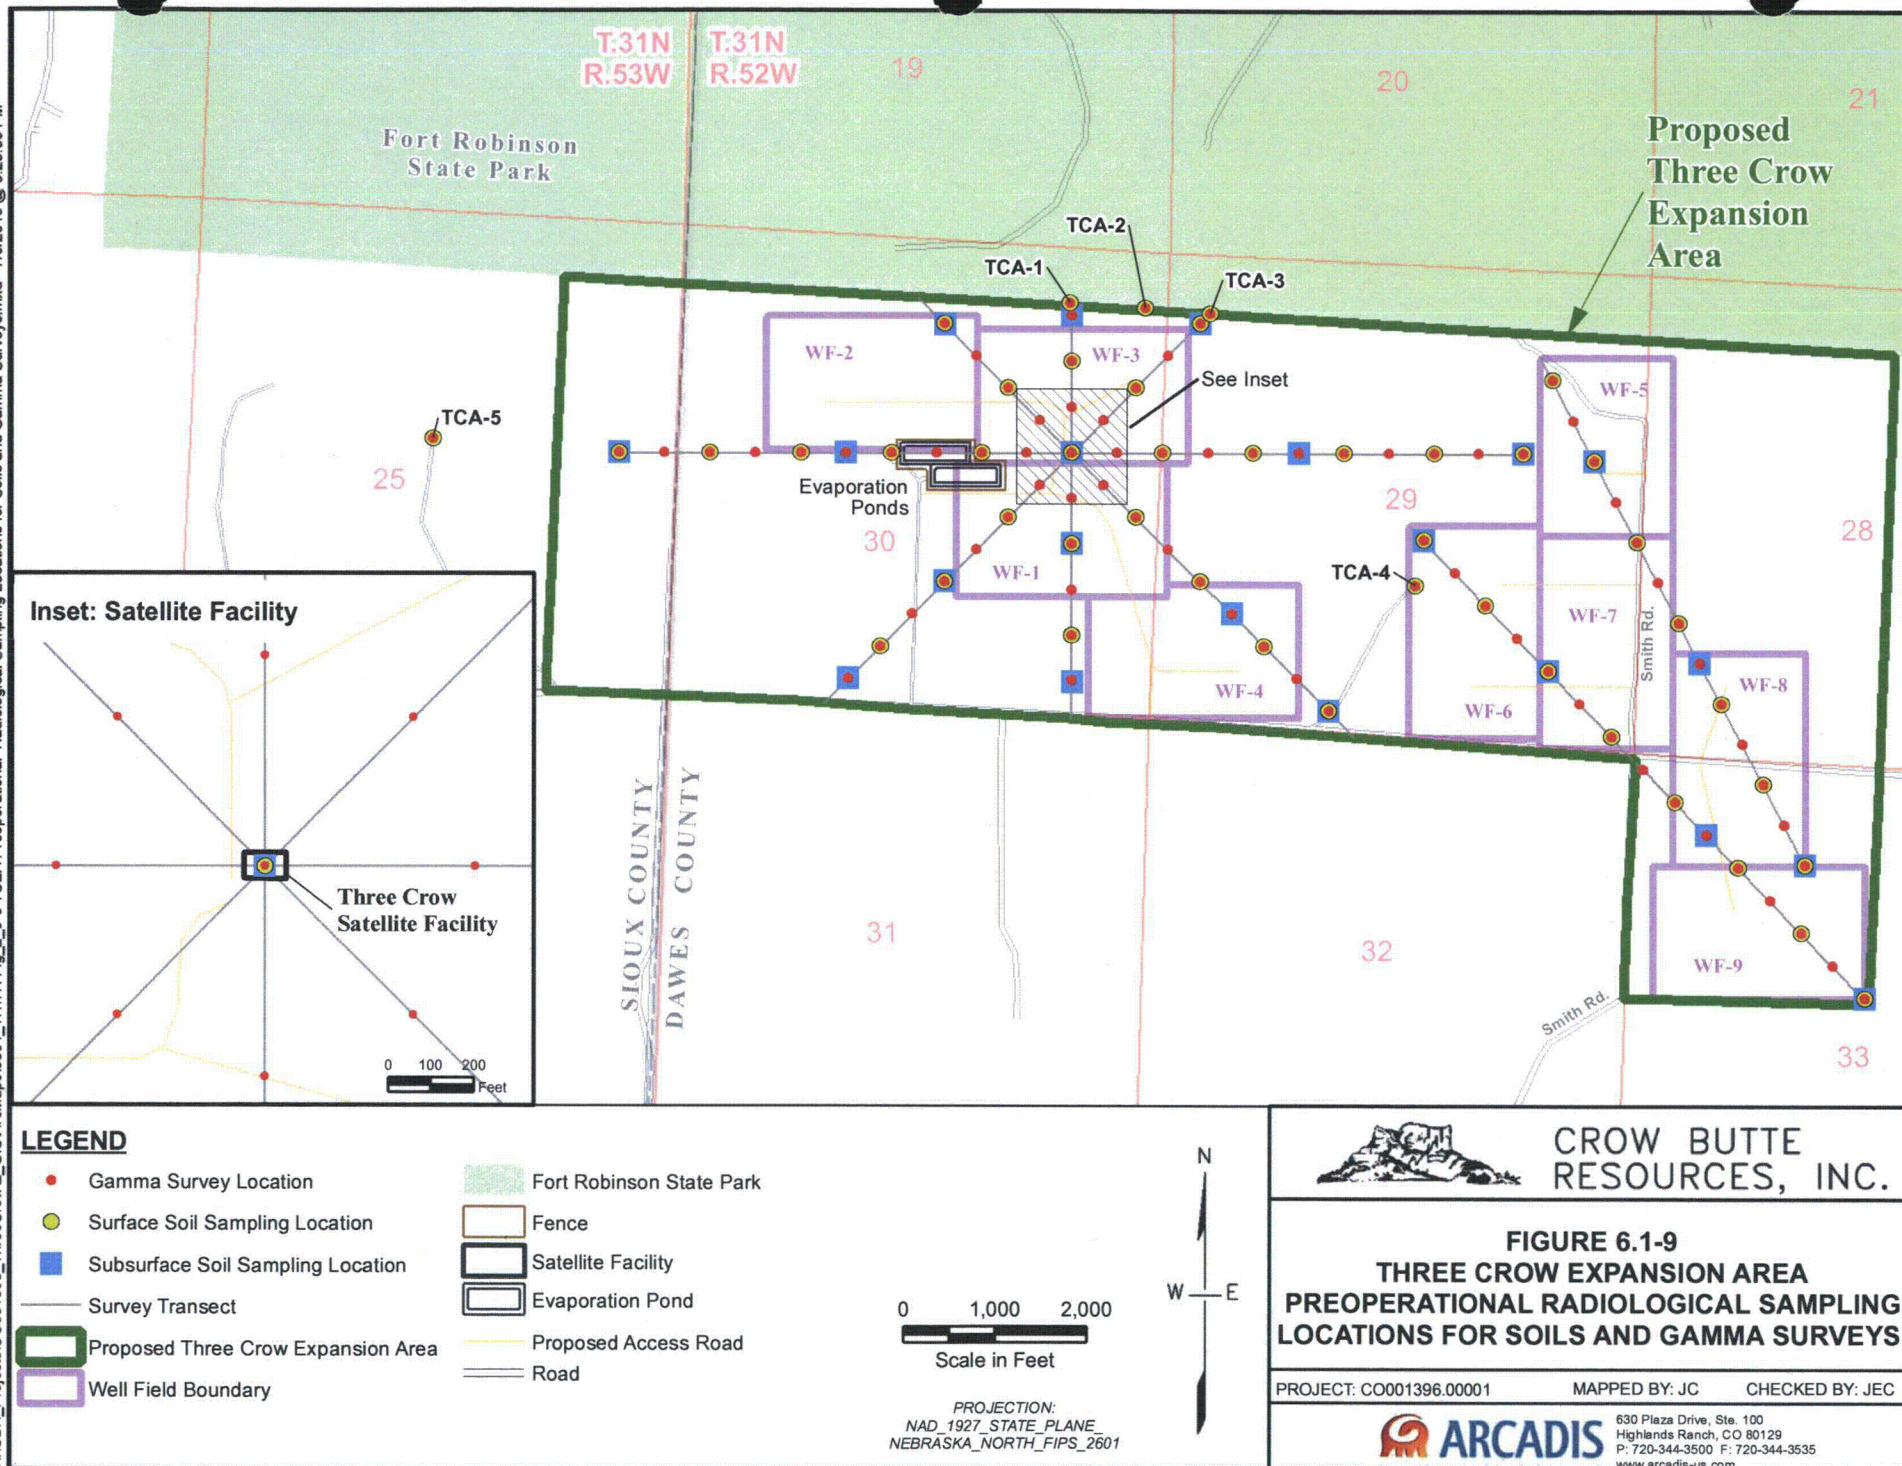 T.31N T.31N
R.53W R.52W
19
20
21
Fort Robinson
State Park
Proposed
Three Crow
Expansion
Area
TCA-2
TCA-1
TCA-3
WF-2
WF-3
See Inset
WF-5
TCA-5
25
Evaporation
Ponds
29
28
30
WF-1
TCA-4
WF-7
Smith Rd.
WF-4
WF-6
WF-8
SIOUX COUNTY
DAWES COUNTY
31
32
WF-9
Smith Rd.
33
Inset: Satellite Facility
Three Crow
Satellite Facility
0 100 200
Feet
LEGEND
Gamma Survey Location
Surface Soil Sampling Location
Subsurface Soil Sampling Location
Survey Transect
Proposed Three Crow Expansion Area
Well Field Boundary
Fort Robinson State Park
Fence
Satellite Facility
Evaporation Pond
Proposed Access Road
Road
0 1,000 2,000
Scale in Feet
PROJECTION:
NAD_1927_STATE_PLANE_
NEBRASKA_NORTH_FIPS_2601
N
W E
CROW BUTTE
RESOURCES, INC.
FIGURE 6.1-9
THREE CROW EXPANSION AREA
PREOPERATIONAL RADIOLOGICAL SAMPLING
LOCATIONS FOR SOILS AND GAMMA SURVEYS
PROJECT: CO001396.00001 MAPPED BY: JC CHECKED BY: JEC
ARCADIS
630 Plaza Drive, Ste. 100
Highlands Ranch, CO 80129
P: 720-344-3500 F: 720-344-3535
www.arcadis-us.com